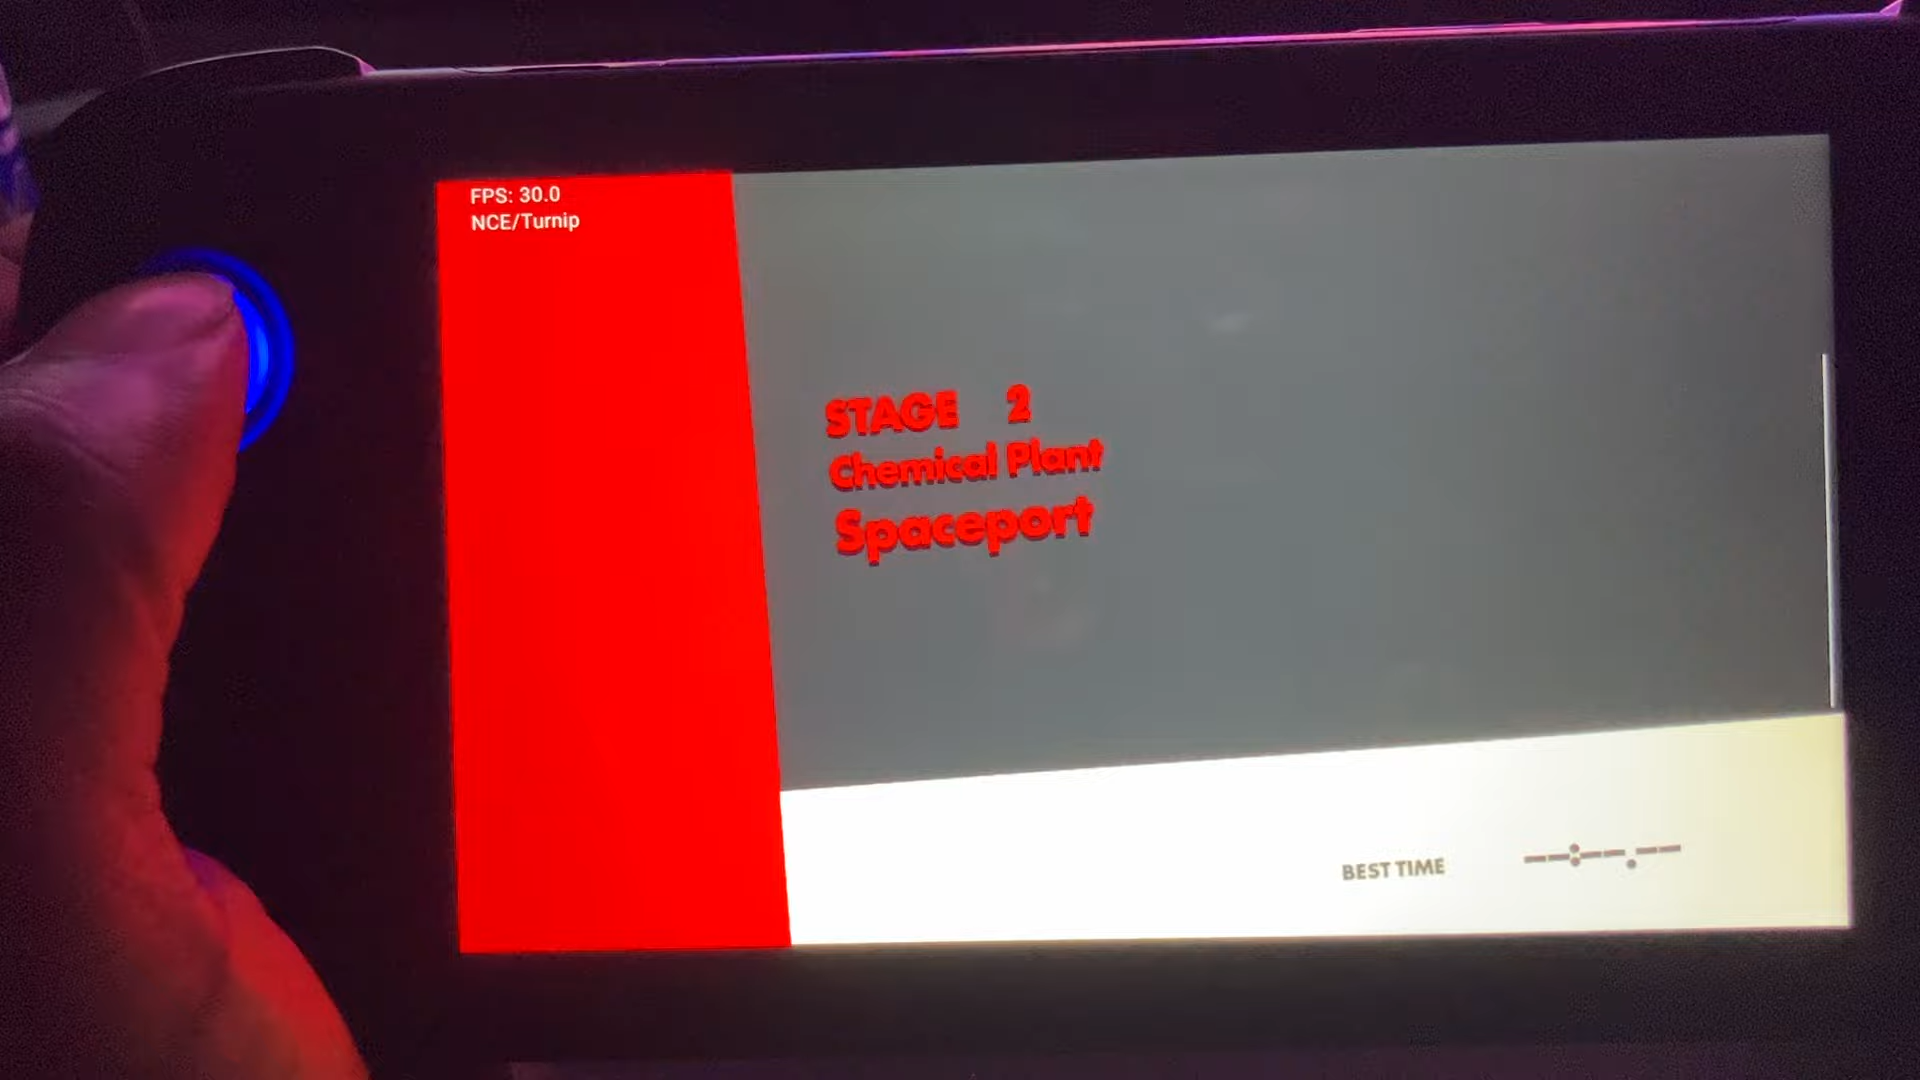 FPS: 30.0
NCE/Turnip
STAGE 2
Chemical Plant
Spaceport
BEST TIME --:--.--